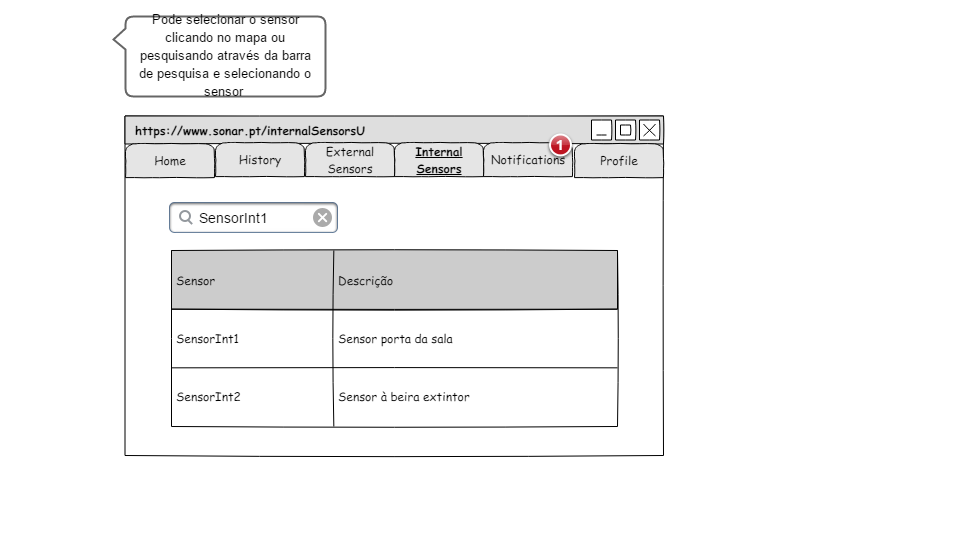 Pode selecionar o sensor
clicando no mapa ou
pesquisando através da barra
de pesquisa e selecionando o
sensor
https://www.sonar.pt/internalSensorsU
Home
History
External
Sensors
Internal
Sensors
Notifications
1
Profile
SensorInt1
Sensor
Descrição
SensorInt1
Sensor porta da sala
SensorInt2
Sensor à beira extintor